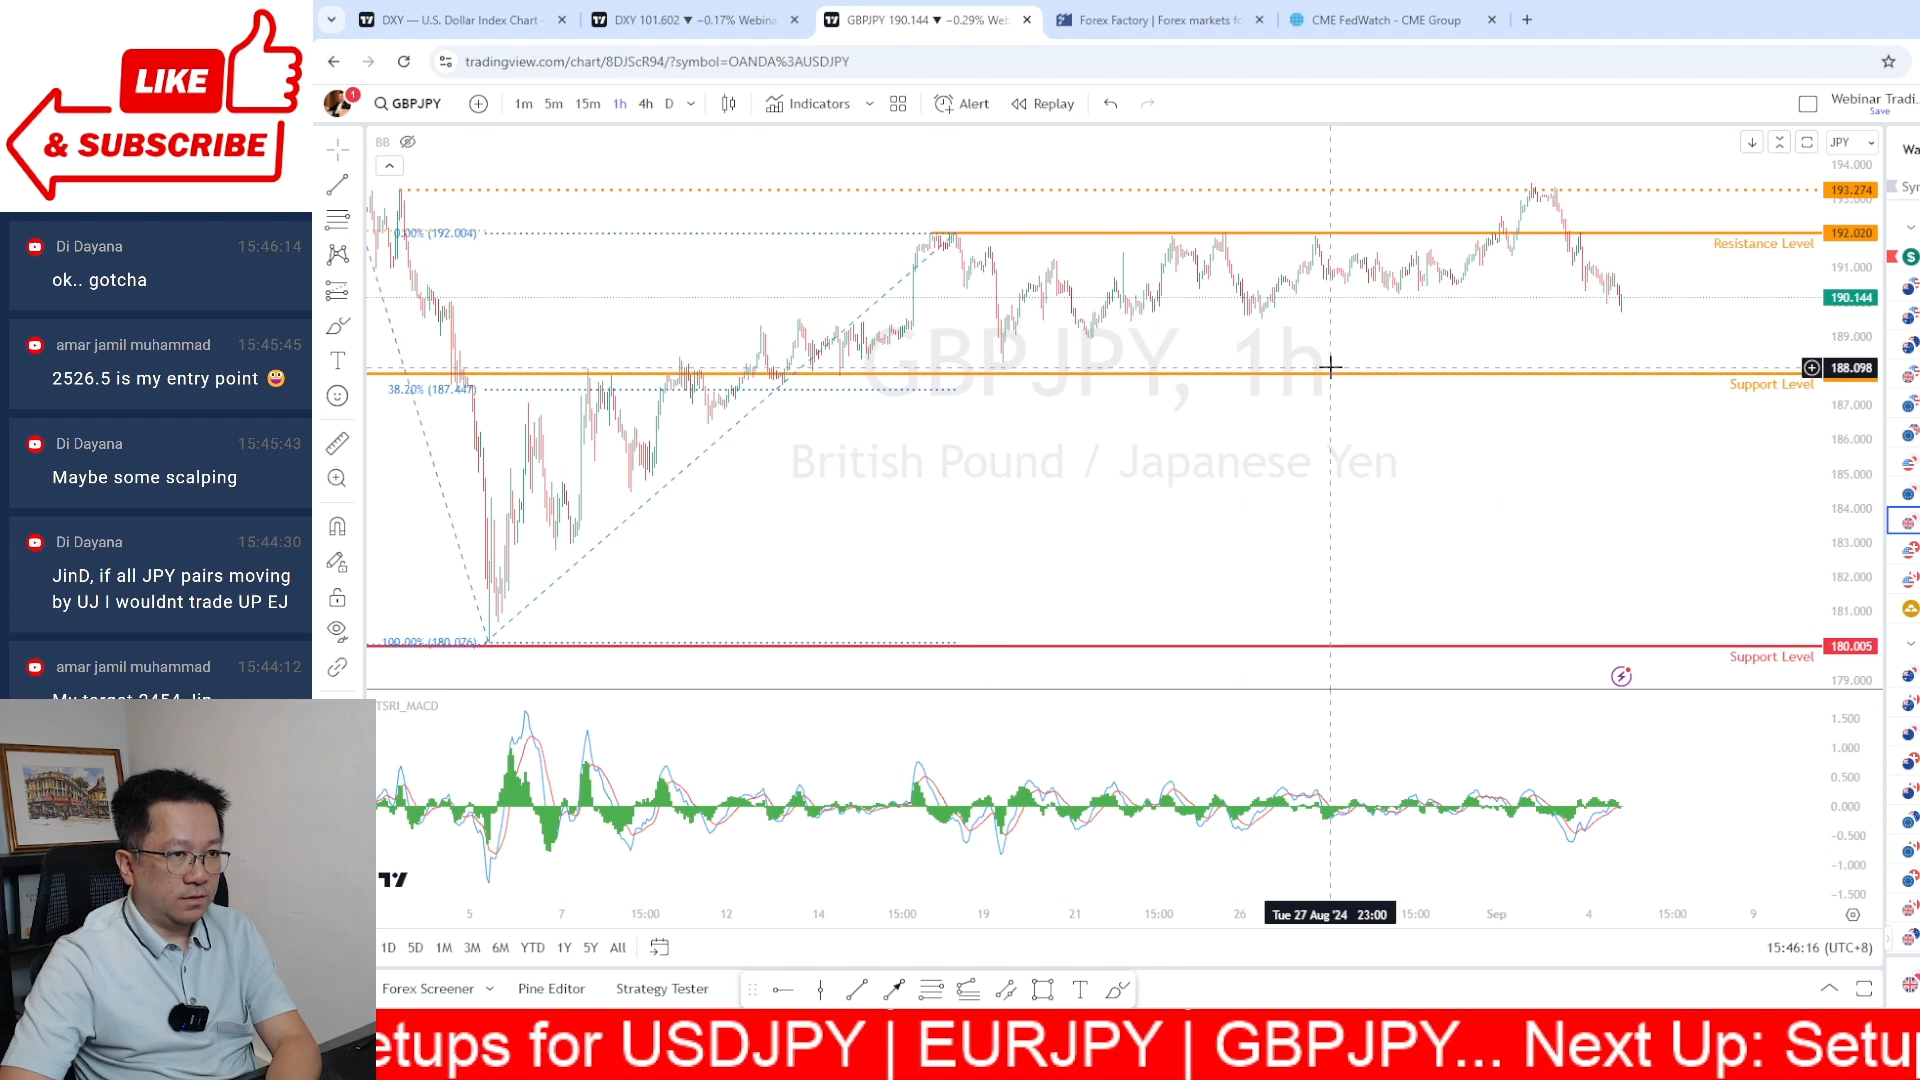 LIKE
& SUBSCRIBE
Di Dayana 15:46:14
ok.. gotcha
amar jamil muhammad 15:45:45
2526.5 is my entry point
Di Dayana 15:45:43
Maybe some scalping
Di Dayana 15:44:30
JinD, if all JPY pairs moving
by UJ I wouldnt trade UP EJ
amar jamil muhammad 15:44:12
DXY — U.S. Dollar Index Chart
DXY 101.602 ▼ −0.17% Webina
GBPJPY 190.144 ▼ −0.29% We
Forex Factory | Forex markets fo
CME FedWatch - CME Group
tradingview.com/chart/8DJScR94/?symbol=OANDA%3AUSDJPY
1
GBPJPY 1m 5m 15m 1h 4h D Indicators Alert Replay
Webinar Tradi...
Save
BB
JPY
Wa
Sy
194.000
193.274
193.000
0.00% (192.004)
192.020
Resistance Level
191.000
190.144
189.000
188.098
Support Level
38.20% (187.447)
187.000
186.000
185.000
184.000
183.000
182.000
181.000
100.00% (180.076)
180.005
Support Level
179.000
GBPJPY, 1h
British Pound / Japanese Yen
TSRI_MACD
1.500
1.000
0.500
0.000
−0.500
−1.000
−1.500
5 7 15:00 12 14 15:00 19 21 15:00 26 Tue 27 Aug '24 23:00 15:00 Sep 4 15:00 9
1D 5D 1M 3M 6M YTD 1Y 5Y All
15:46:16 (UTC+8)
Forex Screener Pine Editor Strategy Tester
etups for USDJPY | EURJPY | GBPJPY... Next Up: Setu